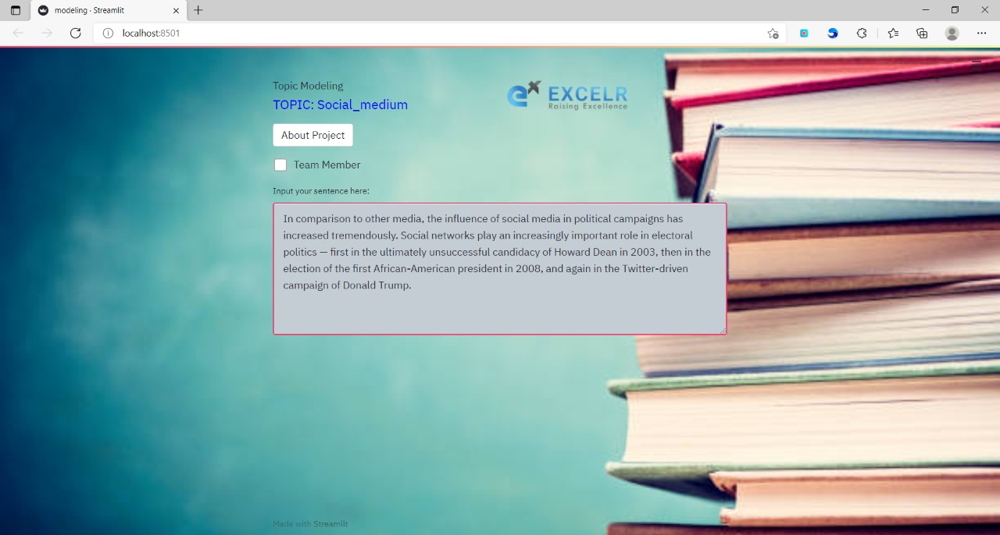 modeling · Streamlit
localhost:8501
Topic Modeling
TOPIC: Social_medium
ex EXCELR
Raising Excellence
About Project
Team Member
Input your sentence here:
In comparison to other media, the influence of social media in political campaigns has
increased tremendously. Social networks play an increasingly important role in electoral
politics — first in the ultimately unsuccessful candidacy of Howard Dean in 2003, then in the
election of the first African-American president in 2008, and again in the Twitter-driven
campaign of Donald Trump.
Made with Streamlit